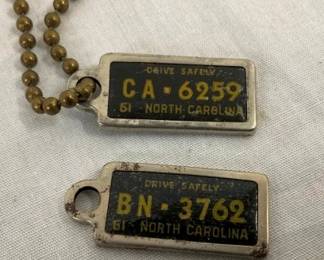 DRIVE SAFELY
CA · 6259
61 - NORTH CAROLINA
DRIVE SAFELY
BN · 3762
61 NORTH CAROLINA